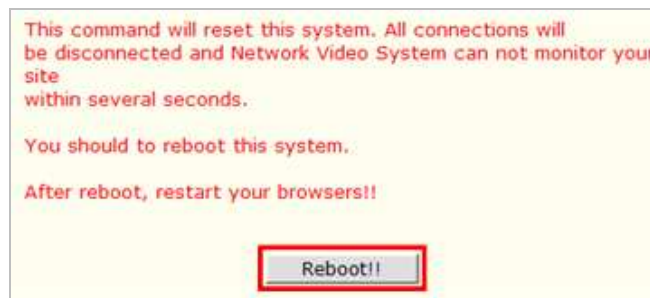 This command will reset this system. All connections will
be disconnected and Network Video System can not monitor your
site
within several seconds.
You should to reboot this system.
After reboot, restart your browsers!!
Reboot!!